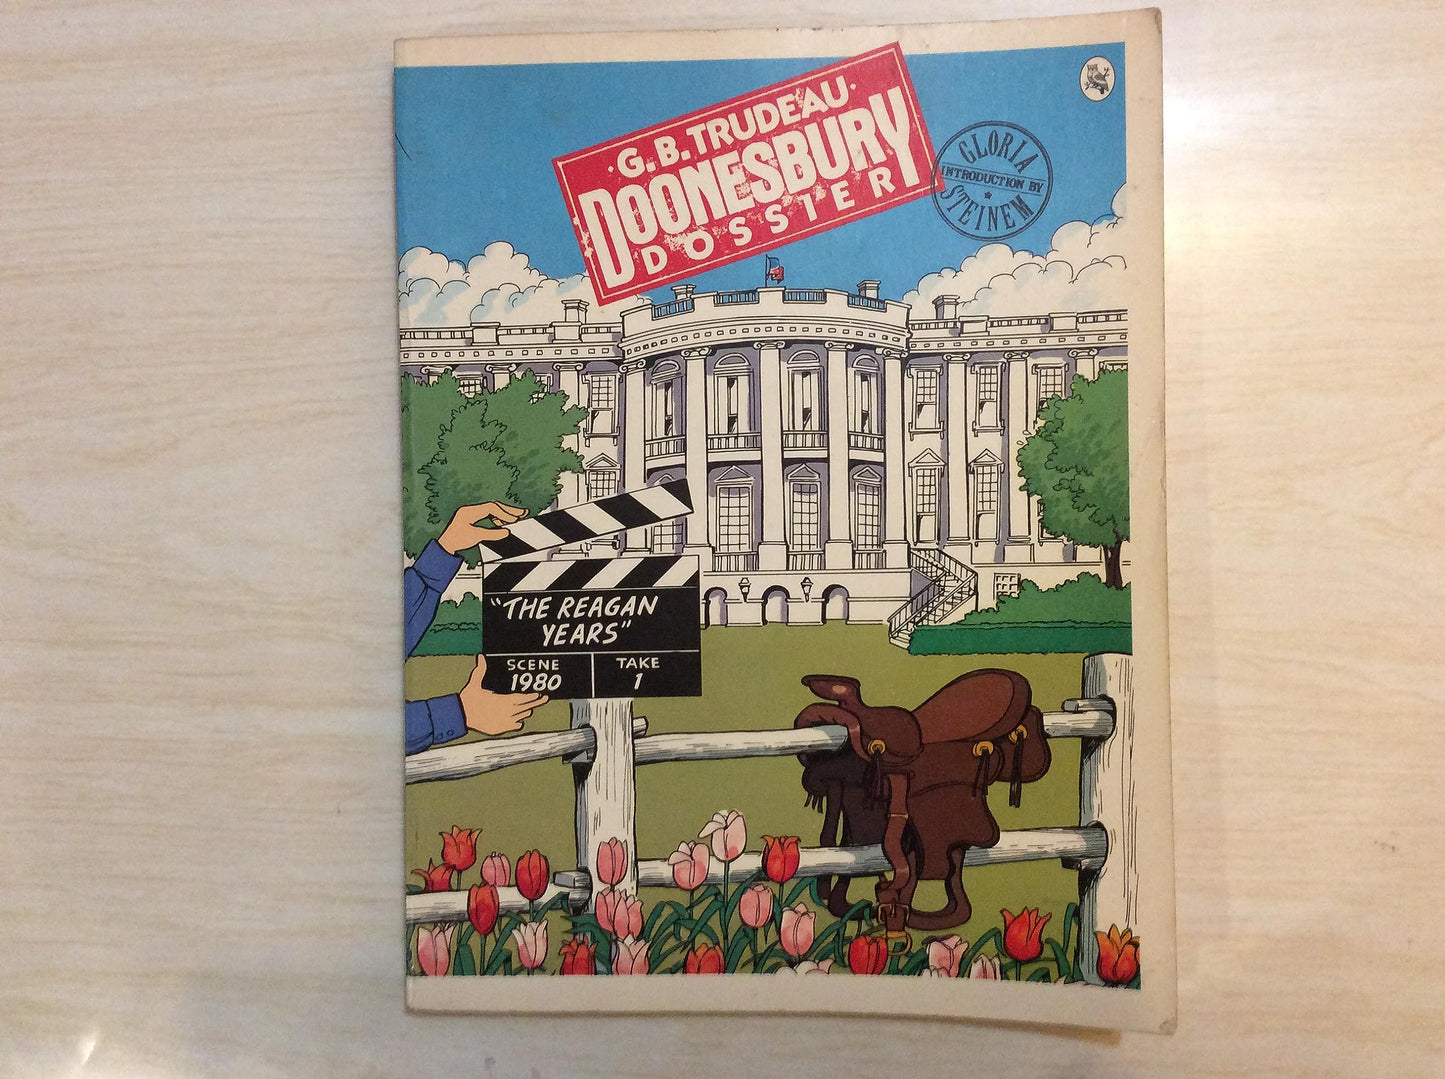 ·G.B. TRUDEAU·
DOONESBURY
DOSSIER
GLORIA
INTRODUCTION BY
STEINEM
"THE REAGAN
YEARS"
SCENE
1980
TAKE
1